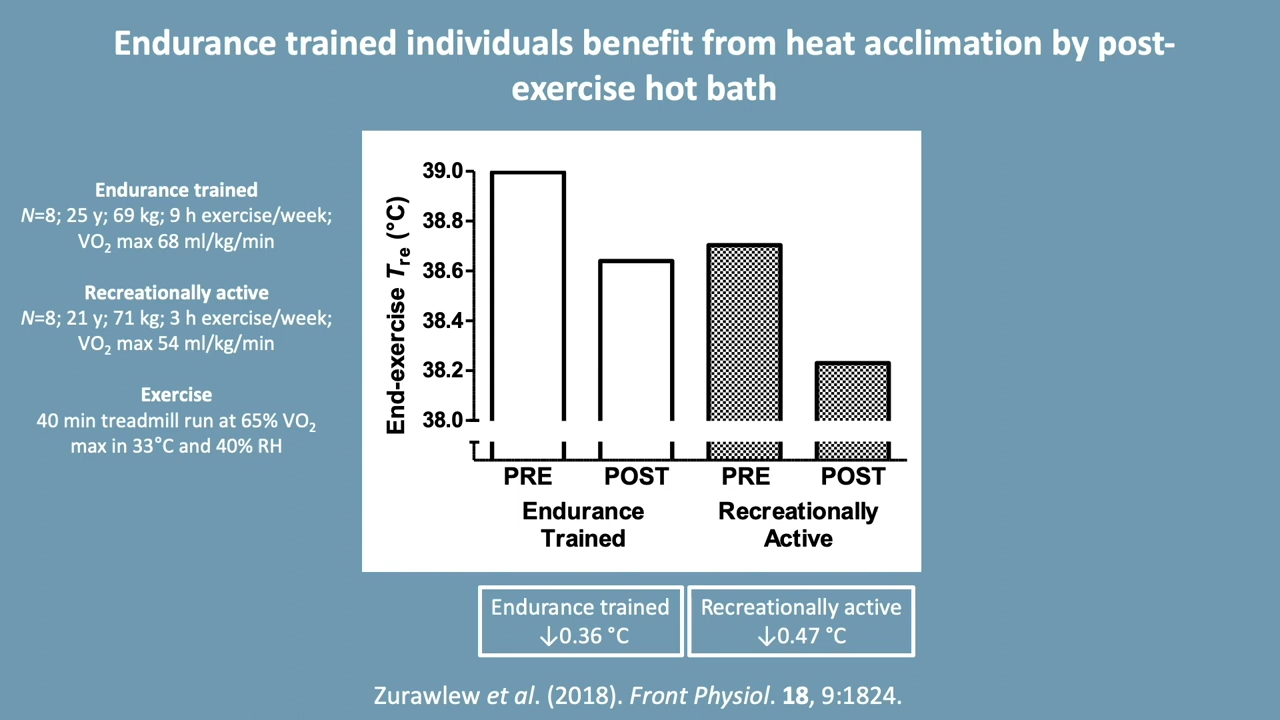 Endurance trained individuals benefit from heat acclimation by post-
exercise hot bath
Endurance trained
N=8; 25 y; 69 kg; 9 h exercise/week;
VO₂ max 68 ml/kg/min
Recreationally active
N=8; 21 y; 71 kg; 3 h exercise/week;
VO₂ max 54 ml/kg/min
Exercise
40 min treadmill run at 65% VO₂
max in 33°C and 40% RH
End-exercise Tre (°C)
39.0
38.8
38.6
38.4
38.2
38.0
PRE POST PRE POST
Endurance
Trained
Recreationally
Active
Endurance trained
↓0.36 °C
Recreationally active
↓0.47 °C
Zurawlew et al. (2018). Front Physiol. 18, 9:1824.